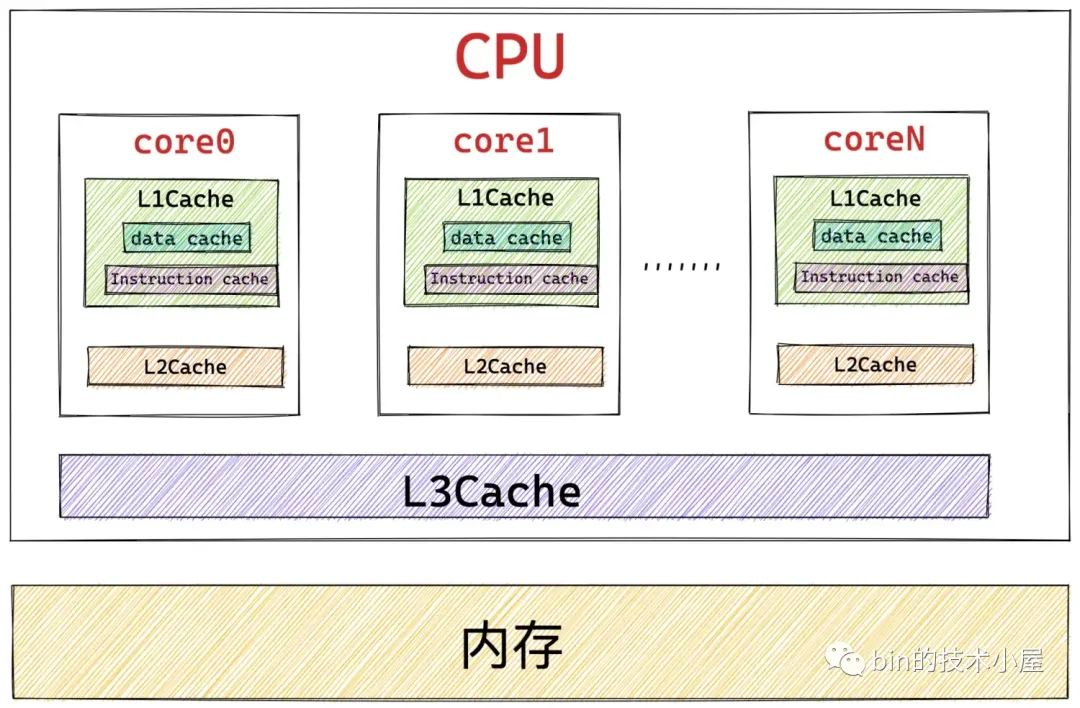 CPU
core0
core1
coreN
L1Cache
L1Cache
L1Cache
data cache
data cache
data cache
Instruction cache
Instruction cache
Instruction cache
.......
L2Cache
L2Cache
L2Cache
L3Cache
内存
bin的技术小屋